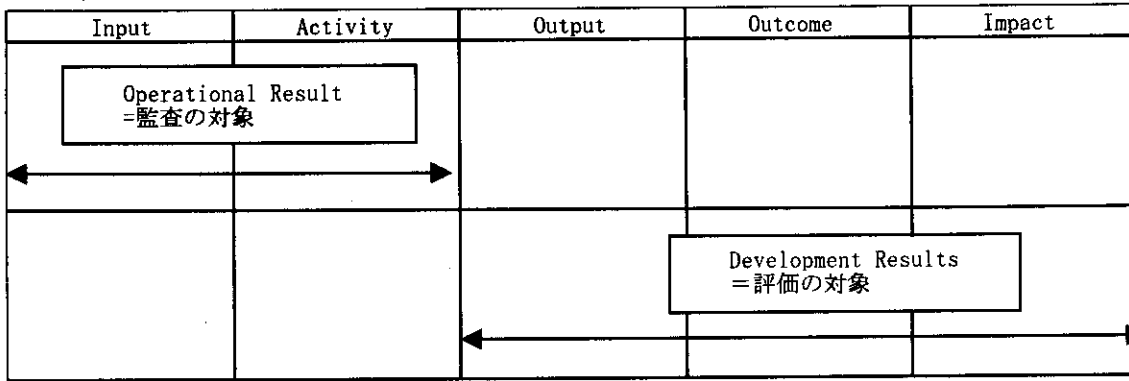 Input Activity Output Outcome Impact
Operational Result
=監査の対象
Development Results
＝評価の対象